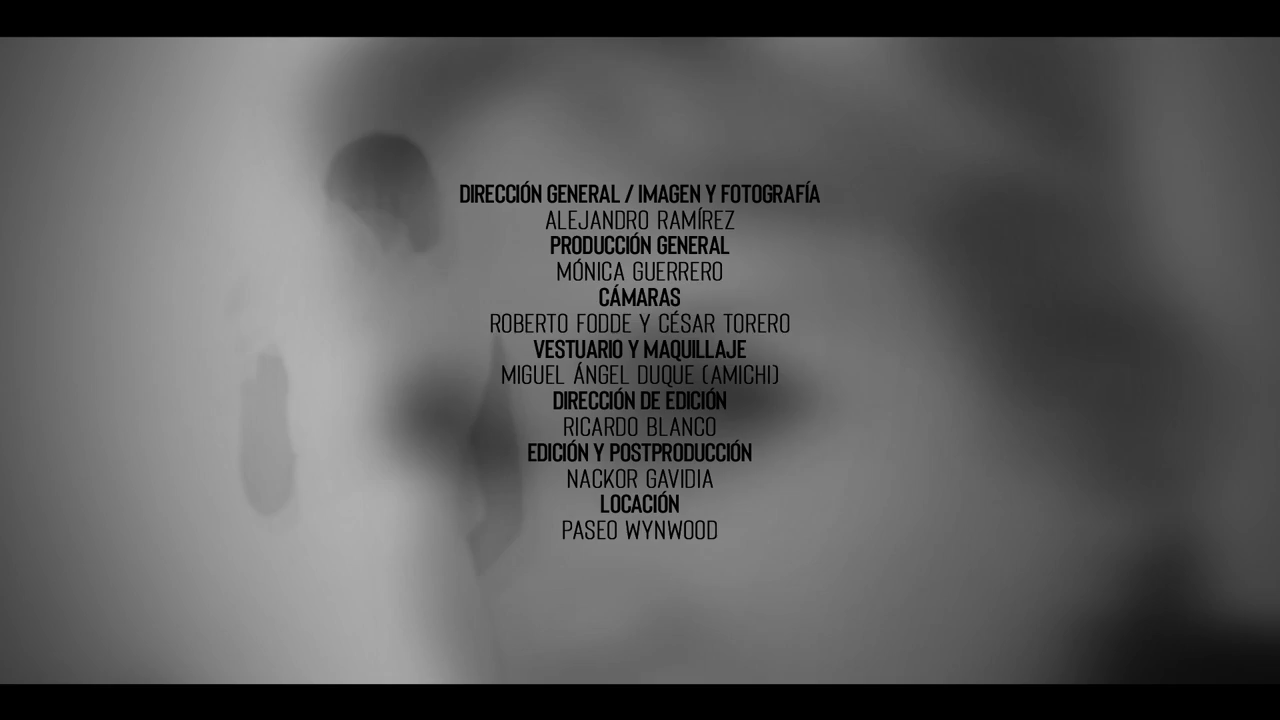 DIRECCIÓN GENERAL / IMAGEN Y FOTOGRAFÍA
ALEJANDRO RAMÍREZ
PRODUCCIÓN GENERAL
MÓNICA GUERRERO
CÁMARAS
ROBERTO FODDE Y CÉSAR TORERO
VESTUARIO Y MAQUILLAJE
MIGUEL ÁNGEL DUQUE (AMICHI)
DIRECCIÓN DE EDICIÓN
RICARDO BLANCO
EDICIÓN Y POSTPRODUCCIÓN
NACKOR GAVIDIA
LOCACIÓN
PASEO WYNWOOD